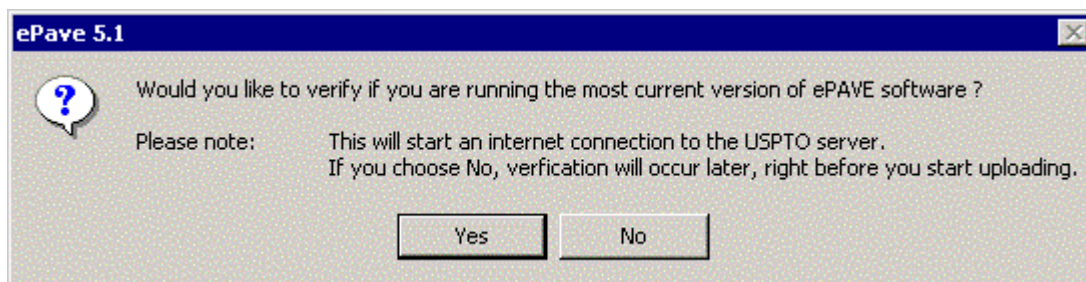 ePave 5.1
Would you like to verify if you are running the most current version of ePAVE software ?
Please note: This will start an internet connection to the USPTO server.
If you choose No, verfication will occur later, right before you start uploading.
Yes No